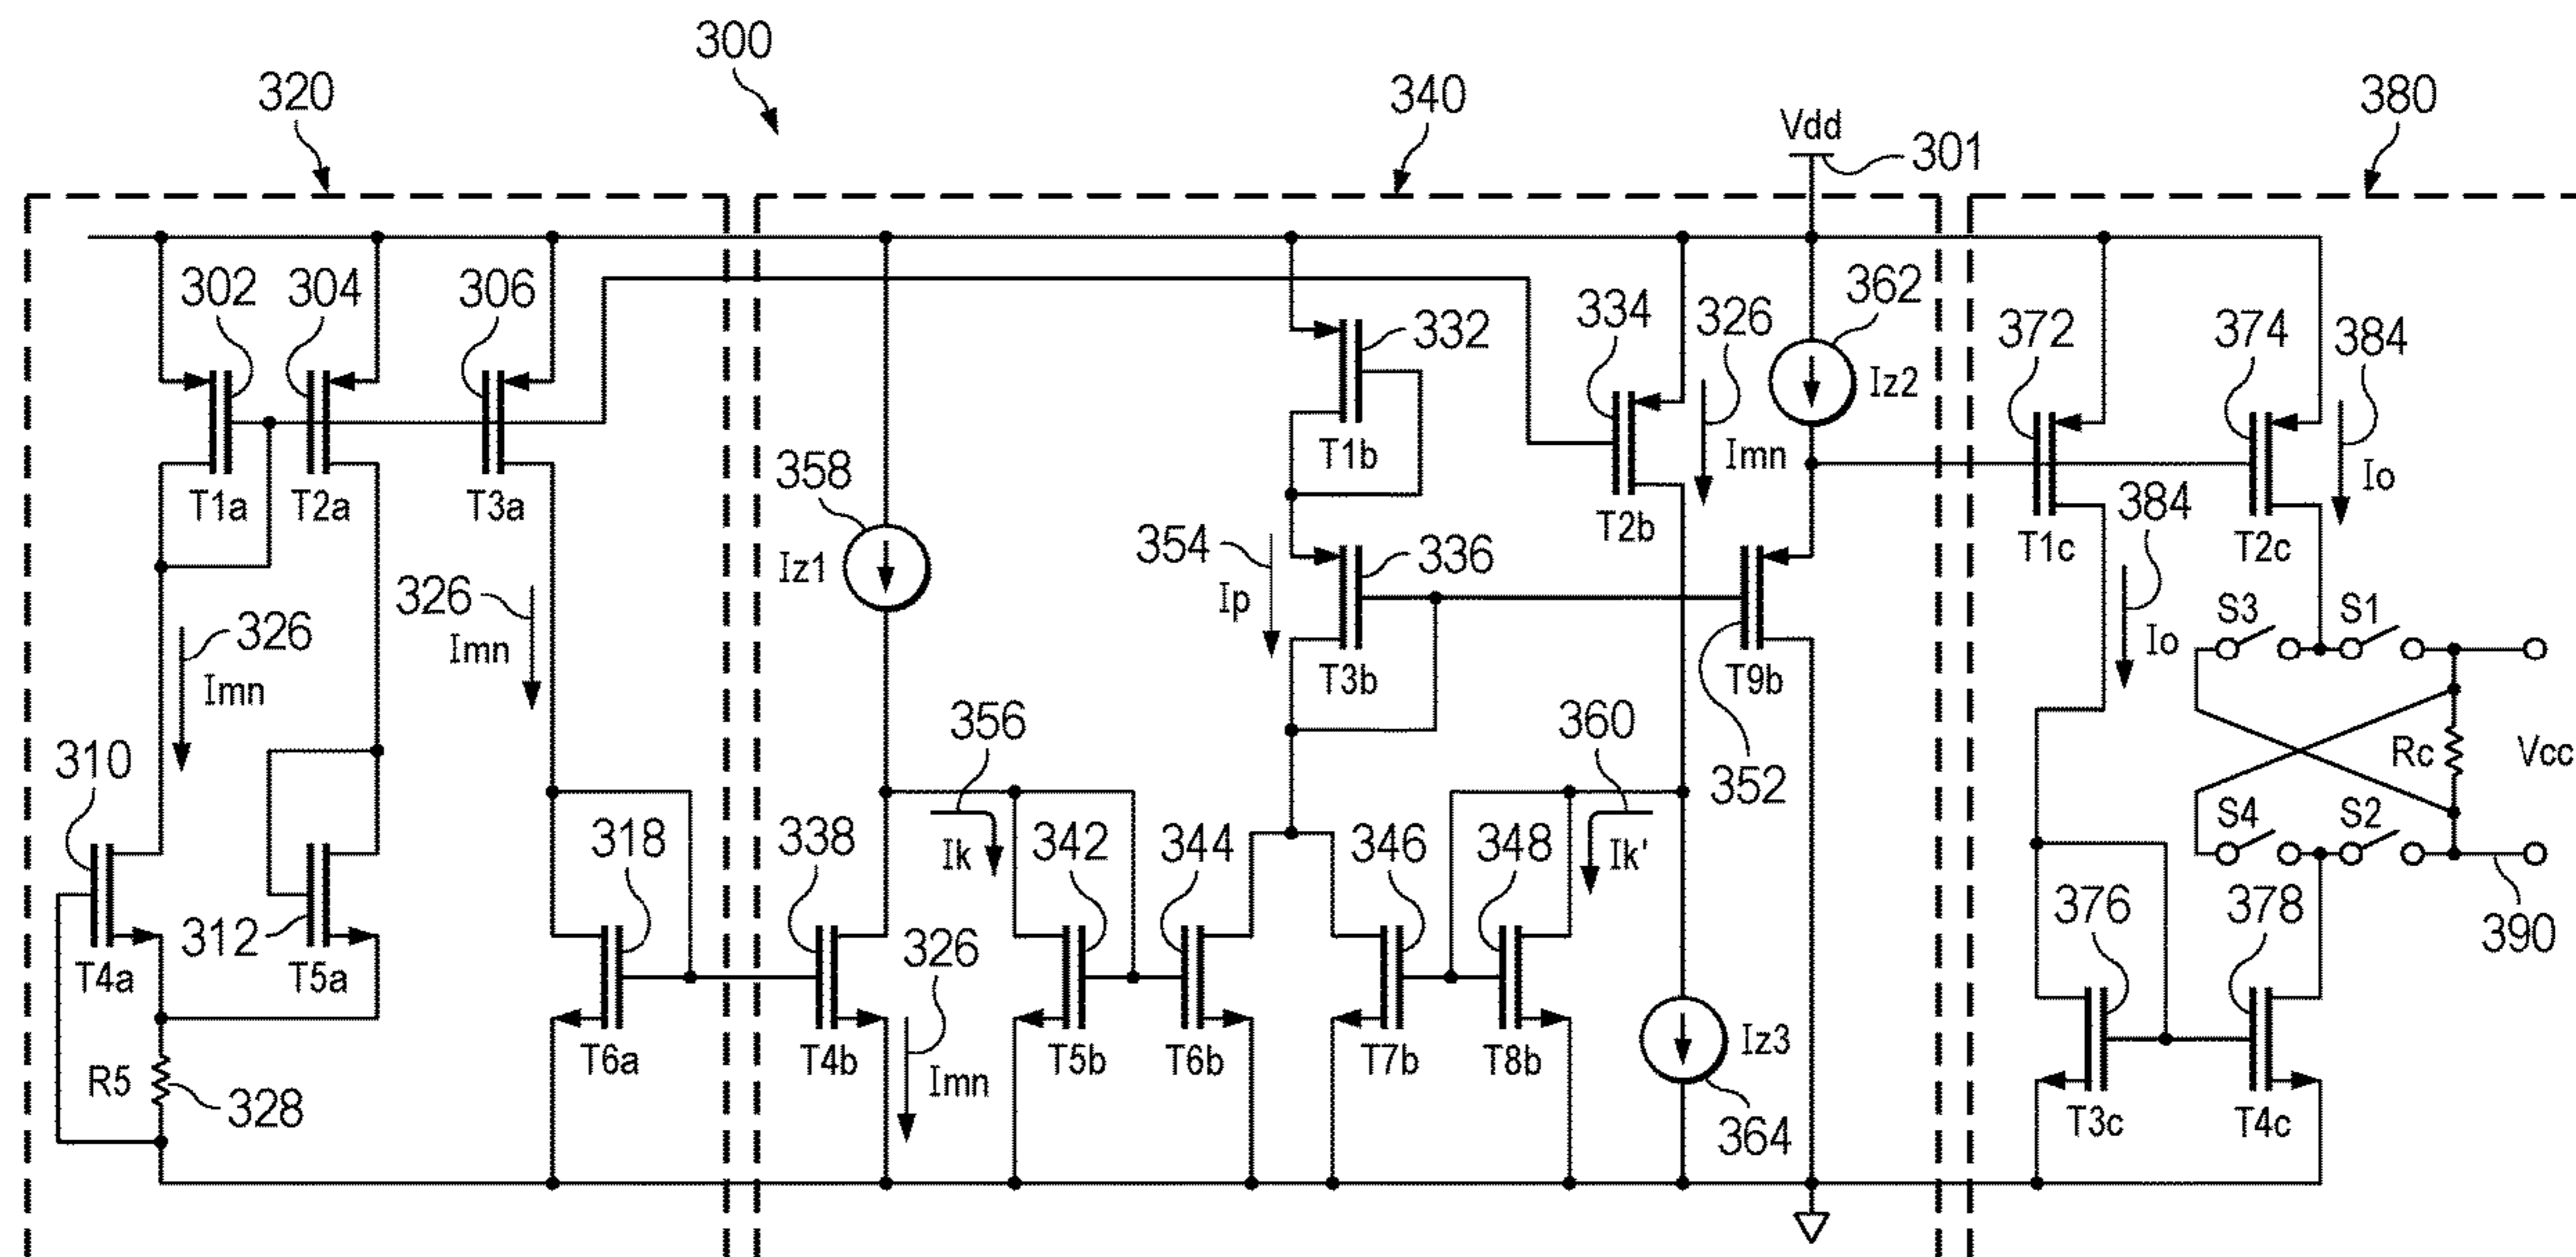 300
320
340
380
Vdd
301
302
304
306
332
334
326
362
372
374
384
T1a
T2a
T3a
358
T1b
Imn
Iz2
Io
T2b
T1c
384
T2c
354
336
Iz1
Ip
326
326
Imn
Imn
T3b
T9b
Io
S3
S1
310
356
360
352
Rc
Vcc
318
338
Ik
342
344
346
348
Ik'
S4
S2
312
T4a
T5a
326
376
378
390
R5
328
T6a
T4b
Imn
T5b
T6b
T7b
T8b
Iz3
364
T3c
T4c